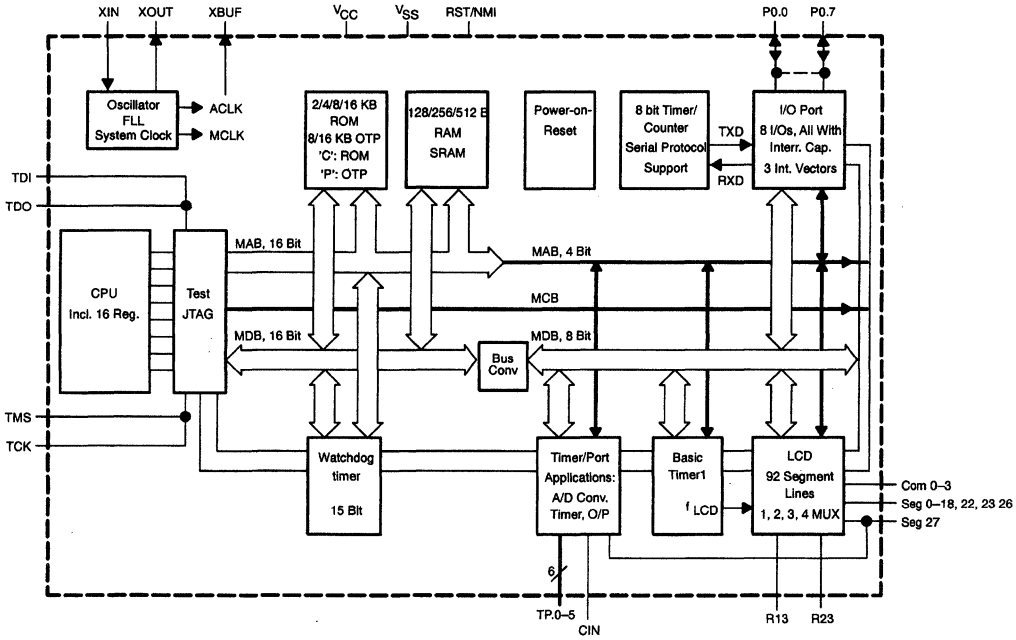 XIN XOUT XBUF VCC VSS RST/NMI P0.0 P0.7
Oscillator
FLL
System Clock
ACLK
MCLK
2/4/8/16 KB
ROM
8/16 KB OTP
'C': ROM
'P': OTP
128/256/512 B
RAM
SRAM
Power-on-
Reset
8 bit Timer/
Counter
Serial Protocol
Support
TXD
RXD
I/O Port
8 I/Os, All With
Interr. Cap.
3 Int. Vectors
TDI
TDO
CPU
Incl. 16 Reg.
Test
JTAG
MAB, 16 Bit
MAB, 4 Bit
MCB
MDB, 16 Bit
MDB, 8 Bit
Bus
Conv
TMS
TCK
Watchdog
timer
15 Bit
Timer/Port
Applications:
A/D Conv.
Timer, O/P
Basic
Timer1
f LCD
LCD
92 Segment
Lines
1, 2, 3, 4 MUX
Com 0–3
Seg 0–18, 22, 23 26
Seg 27
6
TP.0–5
CIN
R13
R23